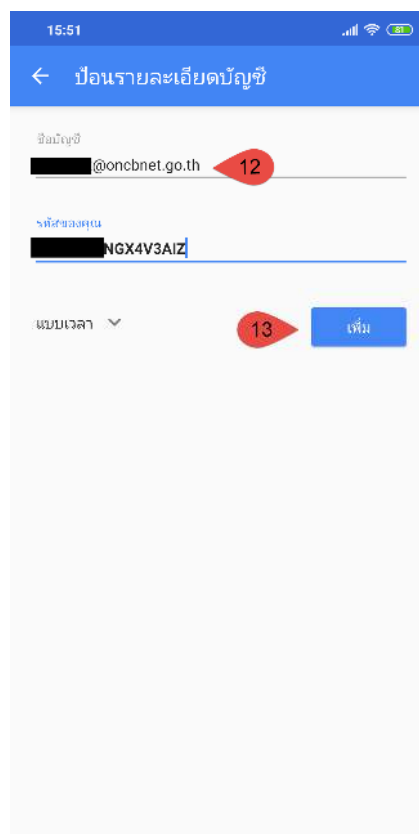 15:51
81
ป้อนรายละเอียดบัญชี
ชื่อบัญชี
@oncbnet.go.th
12
รหัสของคุณ
NGX4V3AIZ
แบบเวลา
13
เพิ่ม